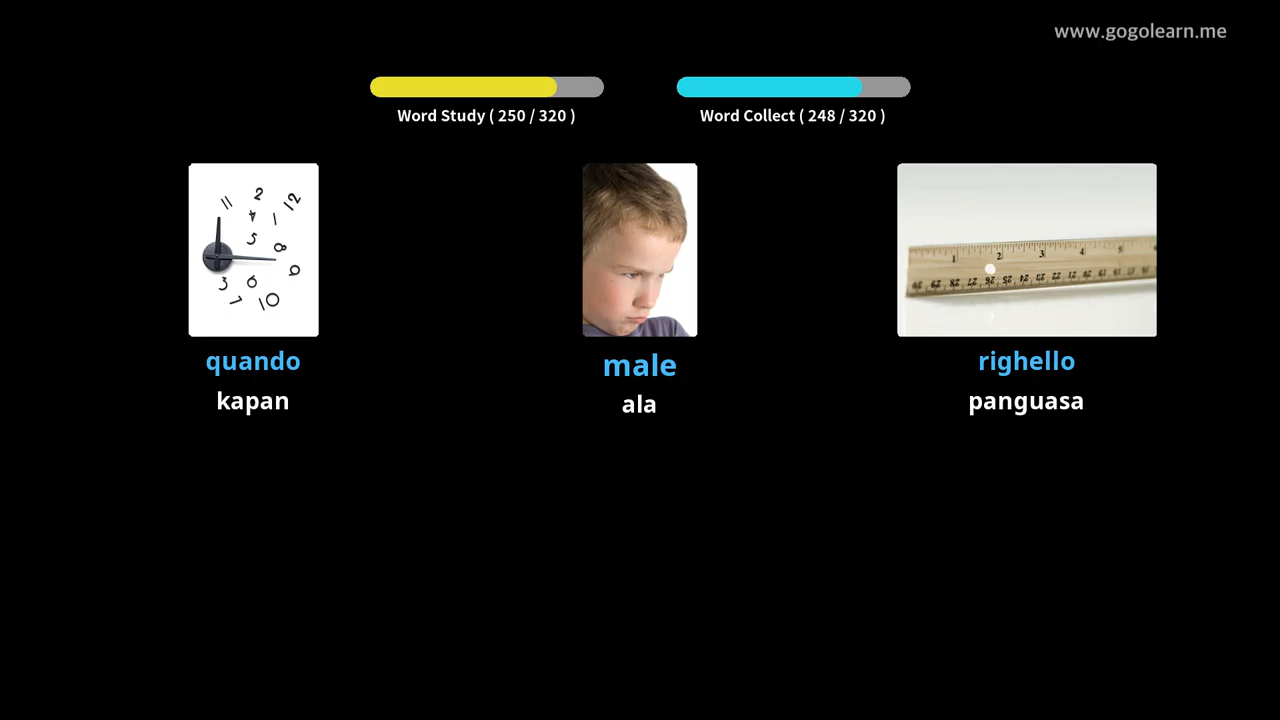 www.gogolearn.me
Word Study ( 250 / 320 )
Word Collect ( 248 / 320 )
quando
male
righello
kapan
ala
panguasa